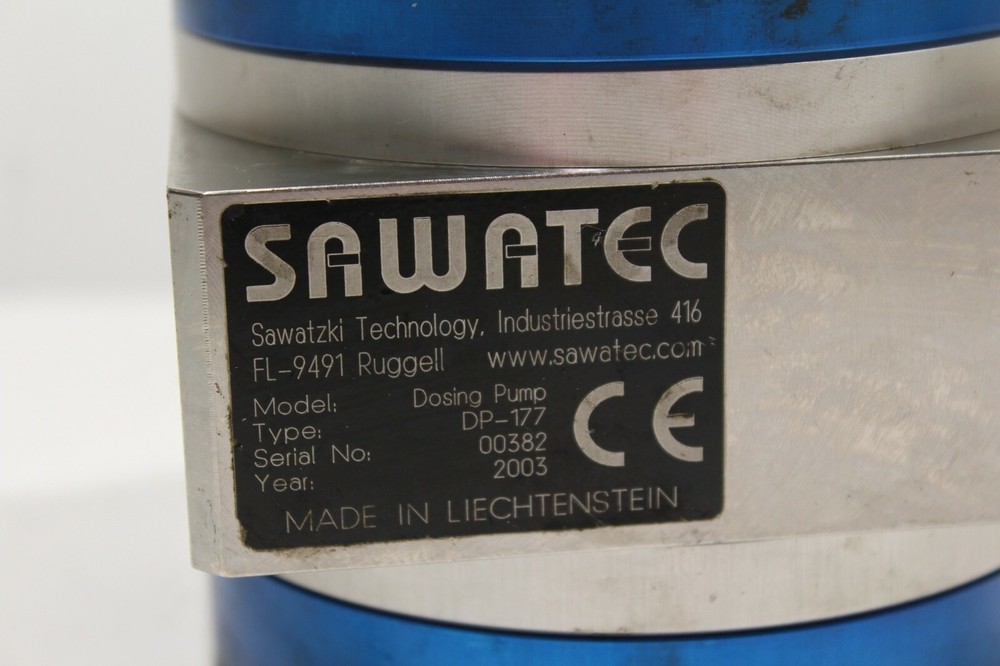 SAWATEC
Sawatzki Technology, Industriestrasse 416
FL-9491 Ruggell www.sawatec.com
Model: Dosing Pump
Type: DP-177
Serial No: 00382
Year: 2003
CE
MADE IN LIECHTENSTEIN